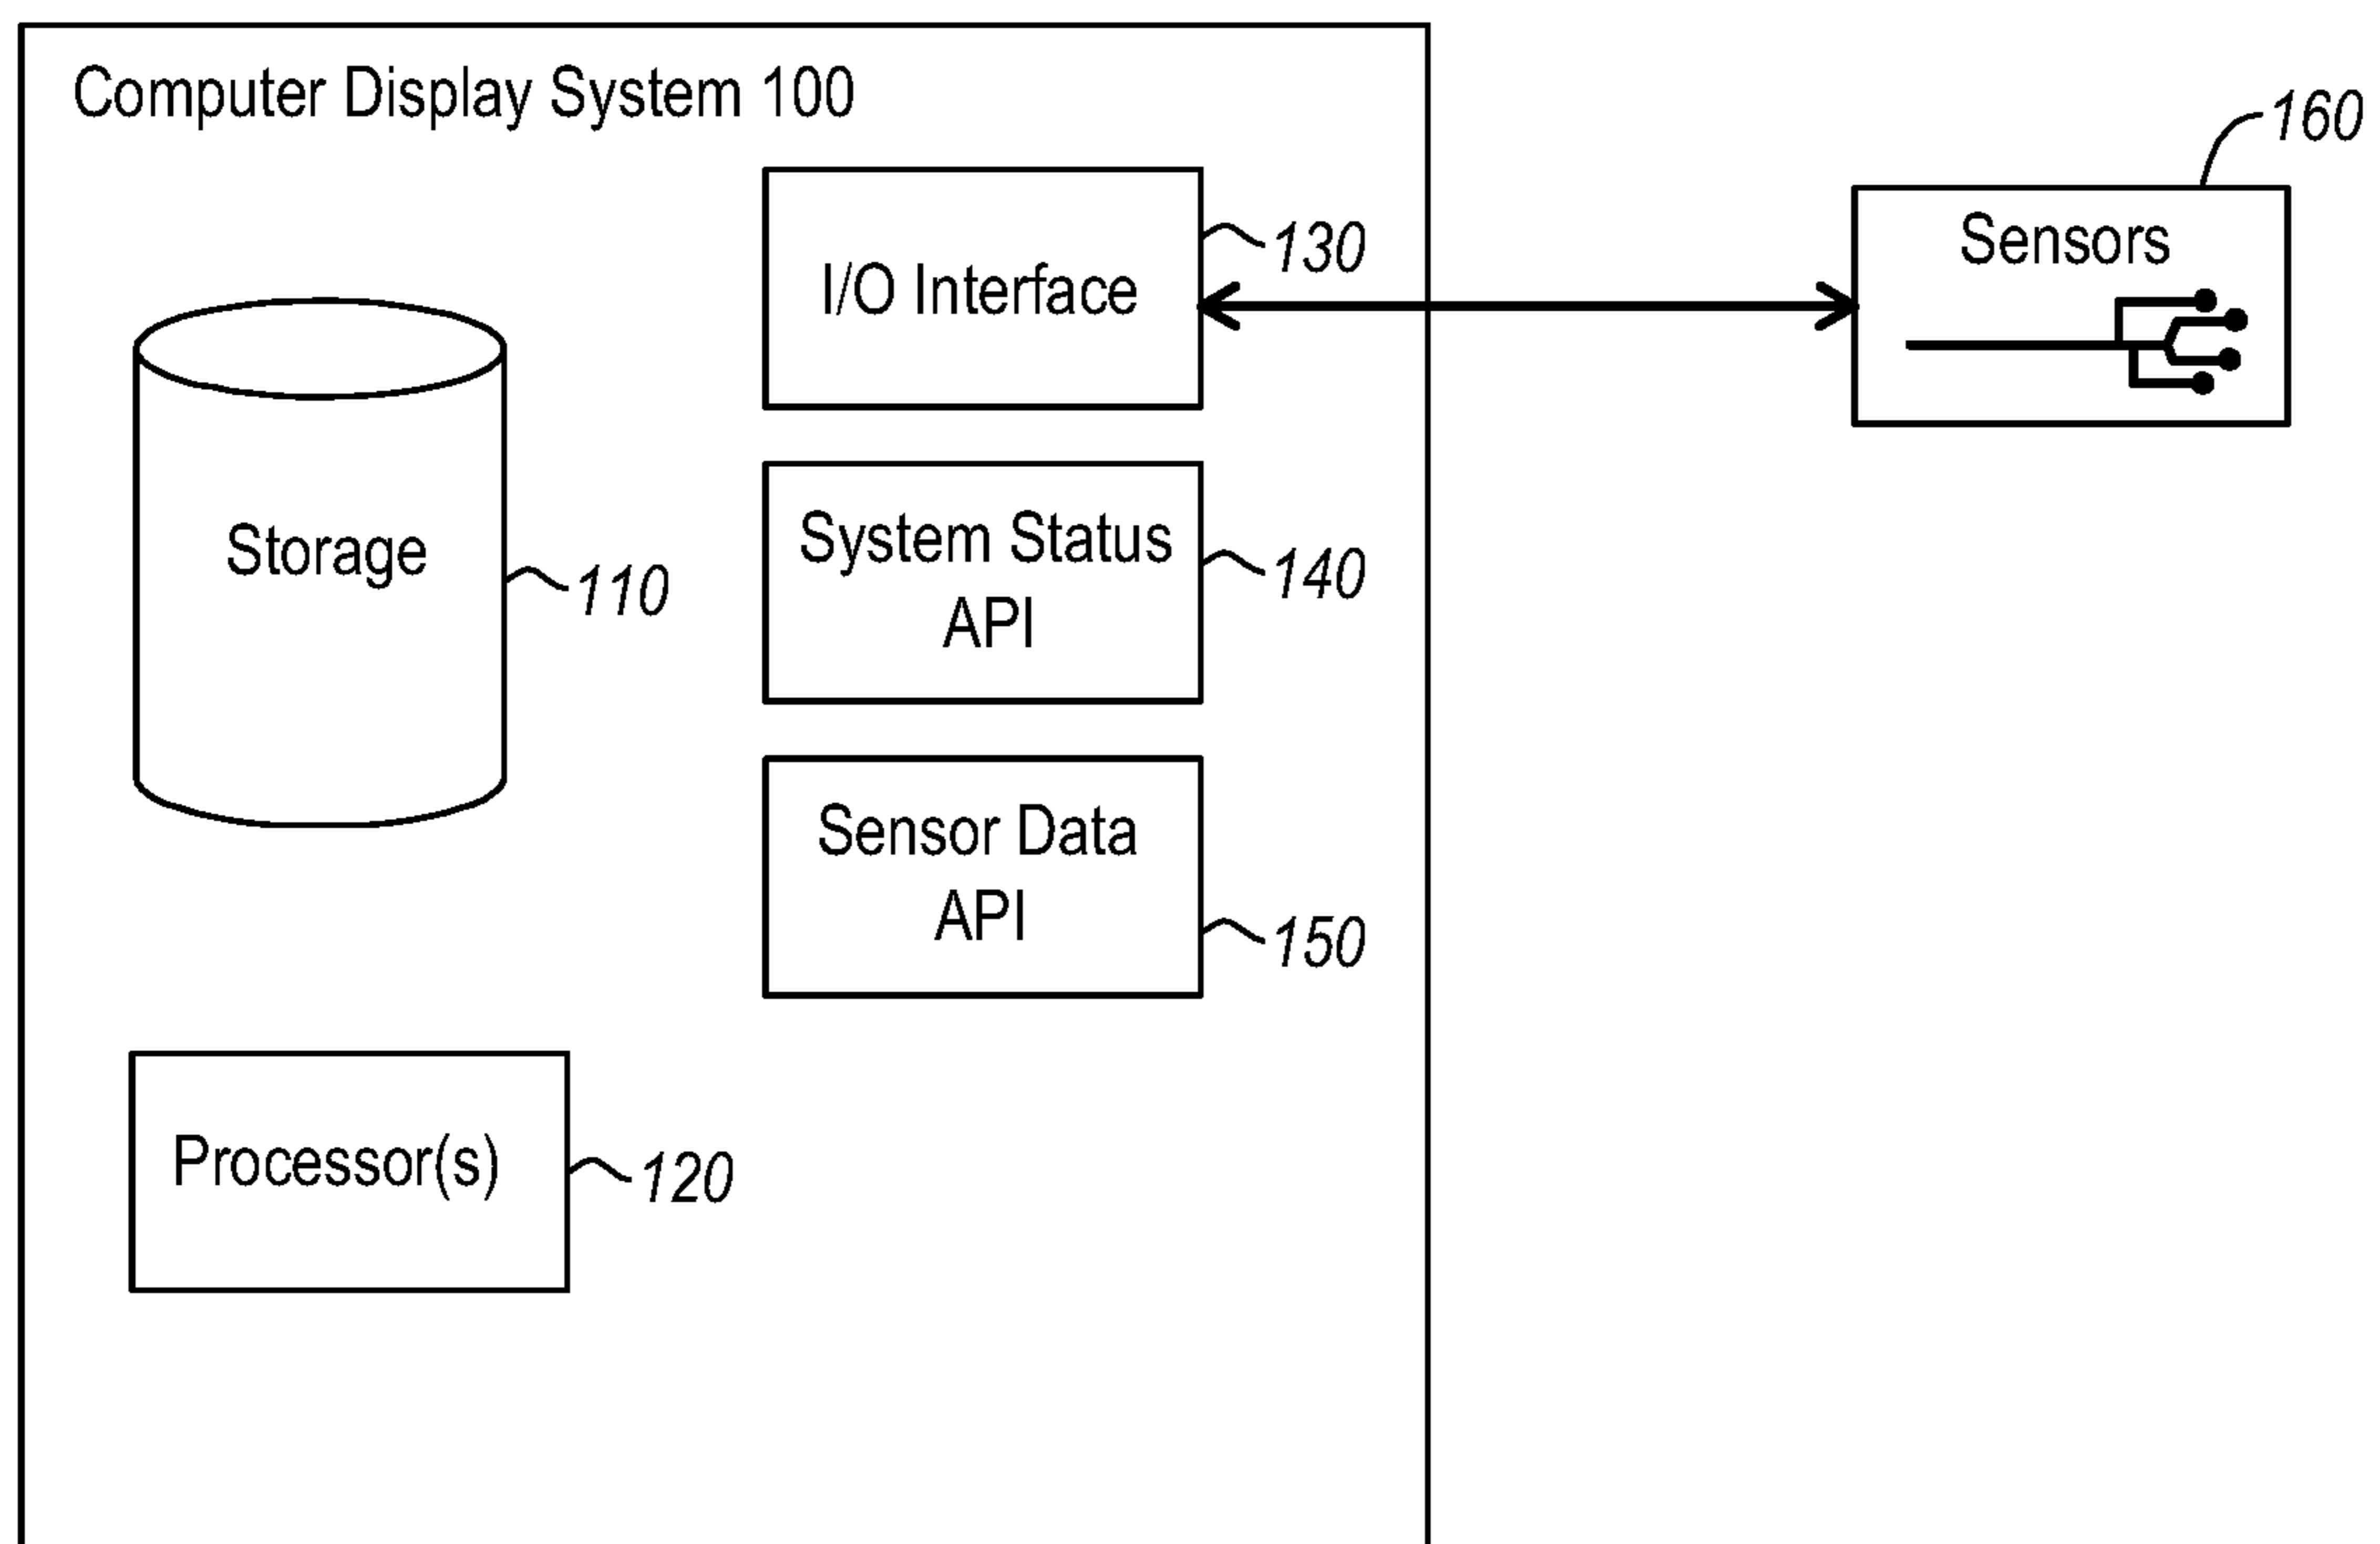 Computer Display System 100
160
Sensors
130
I/O Interface
Storage
110
System Status
API
140
Sensor Data
API
150
Processor(s)
120